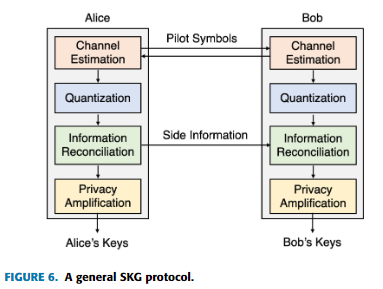 Alice
Bob
Pilot Symbols
Channel
Estimation
Channel
Estimation
Quantization
Quantization
Side Information
Information
Reconciliation
Information
Reconciliation
Privacy
Amplification
Privacy
Amplification
Alice's Keys
Bob's Keys
FIGURE 6. A general SKG protocol.